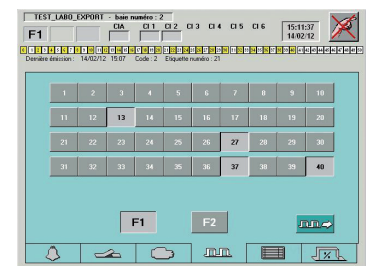 TEST_LABO_EXPORT - baie numéro : 2
F1 CIA CI 1 CI 2 CI 3 CI 4 CI 5 CI 6 15:11:37
14/02/12
Dernière émission : 14/02/12 15:07 Code : 2 Etiquette numéro : 21
1 2 3 4 5 6 7 8 9 10
11 12 13 14 15 16 17 18 19 20
21 22 23 24 25 26 27 28 29 30
31 32 33 34 35 36 37 38 39 40
F1 F2
%